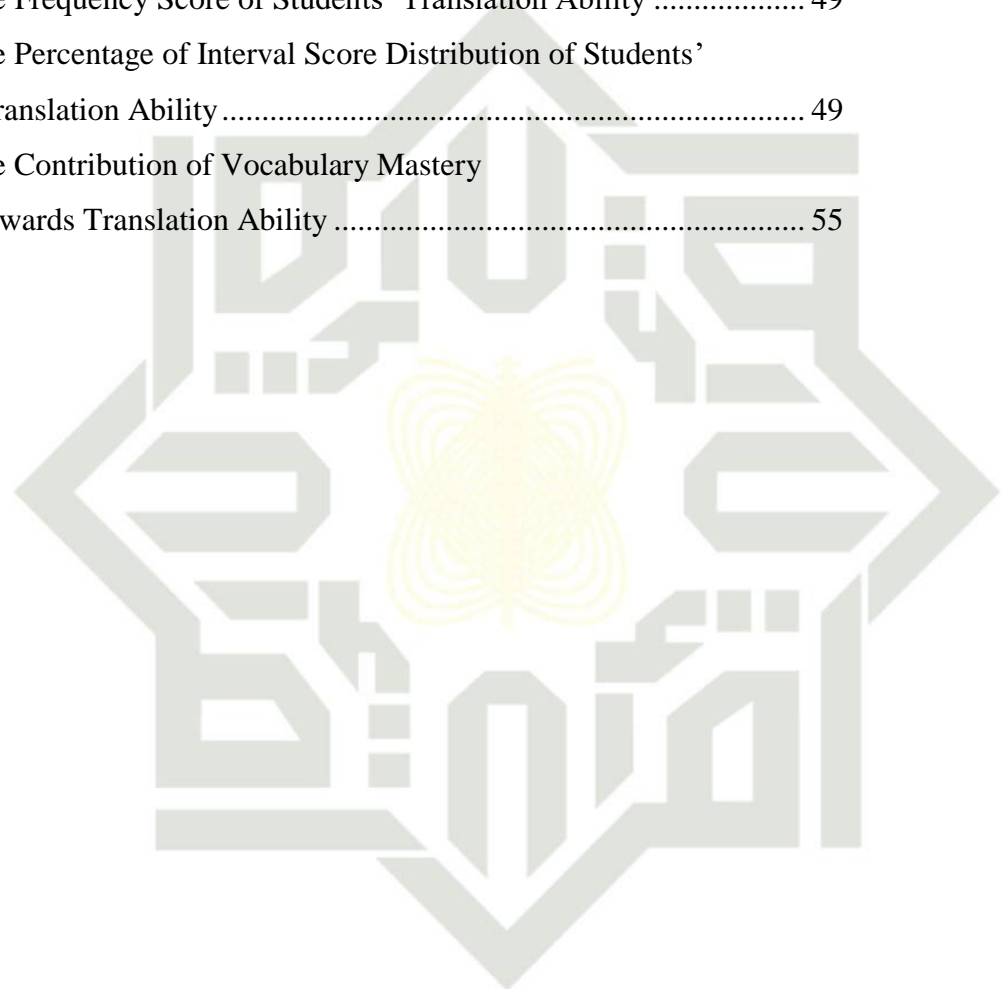 e Frequency Score of Students’ Translation Ability ................... 49
e Percentage of Interval Score Distribution of Students’
ranslation Ability .......................................................................... 49
e Contribution of Vocabulary Mastery
wards Translation Ability ............................................................ 55